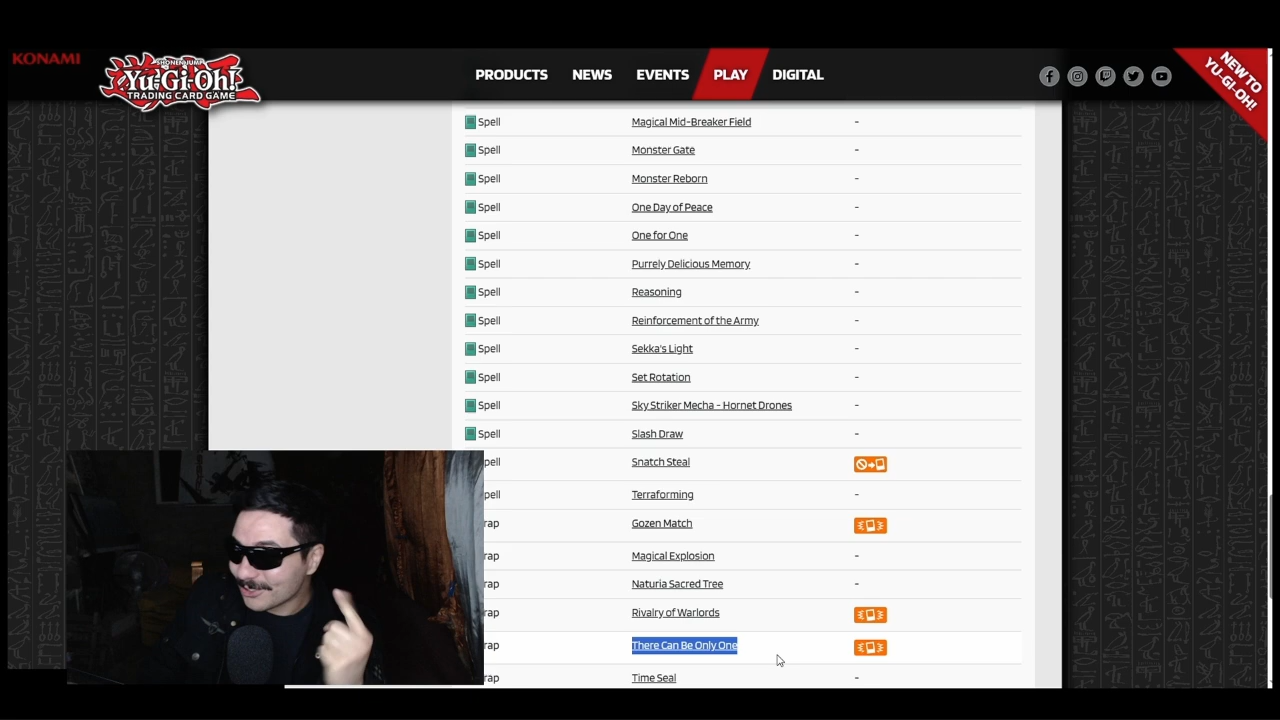 KONAMI
SHONEN JUMP
Yu-Gi-Oh!
TRADING CARD GAME
PRODUCTS NEWS EVENTS PLAY DIGITAL
NEW TO
YU-GI-OH!
Spell Magical Mid-Breaker Field -
Spell Monster Gate -
Spell Monster Reborn -
Spell One Day of Peace -
Spell One for One -
Spell Purrely Delicious Memory -
Spell Reasoning -
Spell Reinforcement of the Army -
Spell Sekka's Light -
Spell Set Rotation -
Spell Sky Striker Mecha - Hornet Drones -
Spell Slash Draw -
pell Snatch Steal
pell Terraforming -
rap Gozen Match
rap Magical Explosion -
rap Naturia Sacred Tree -
rap Rivalry of Warlords
rap There Can Be Only One
rap Time Seal -